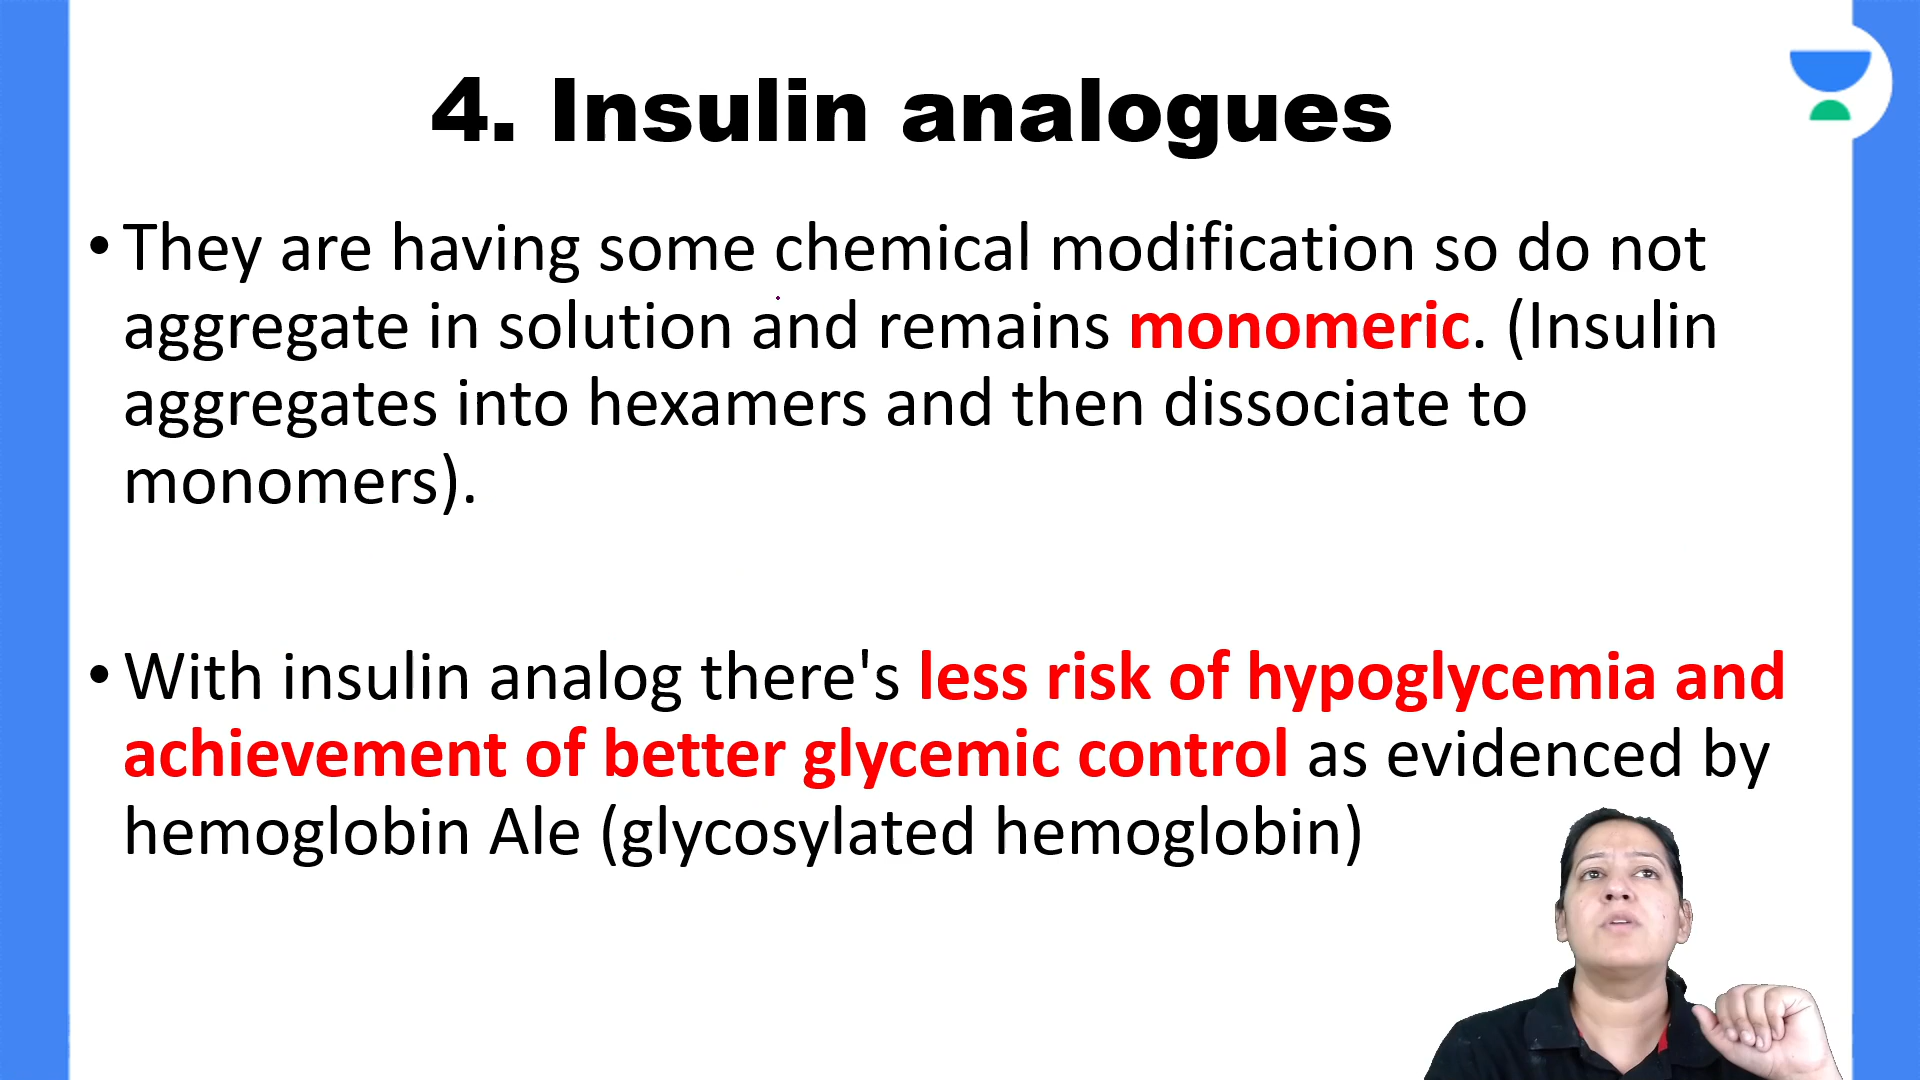 4. Insulin analogues
• They are having some chemical modification so do not
aggregate in solution and remains monomeric. (Insulin
aggregates into hexamers and then dissociate to
monomers).
• With insulin analog there's less risk of hypoglycemia and
achievement of better glycemic control as evidenced by
hemoglobin Ale (glycosylated hemoglobin)